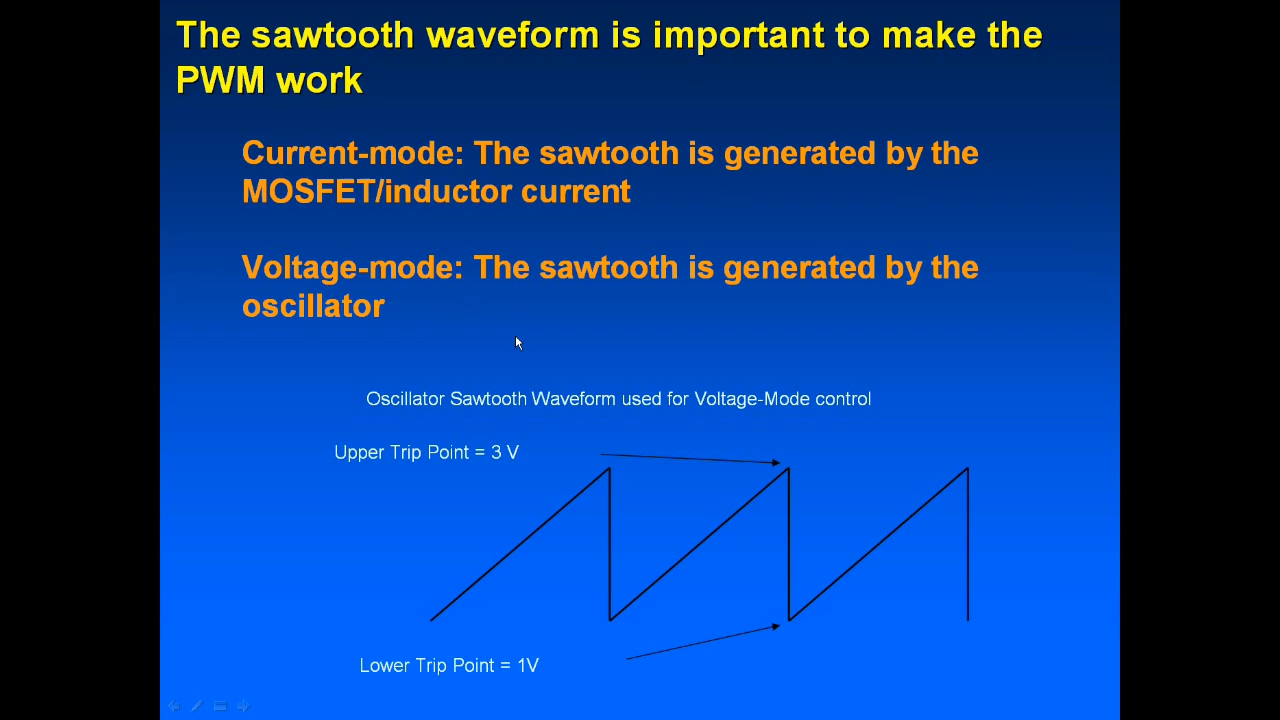 The sawtooth waveform is important to make the
PWM work
Current-mode: The sawtooth is generated by the
MOSFET/inductor current
Voltage-mode: The sawtooth is generated by the
oscillator
Oscillator Sawtooth Waveform used for Voltage-Mode control
Upper Trip Point = 3 V
Lower Trip Point = 1V